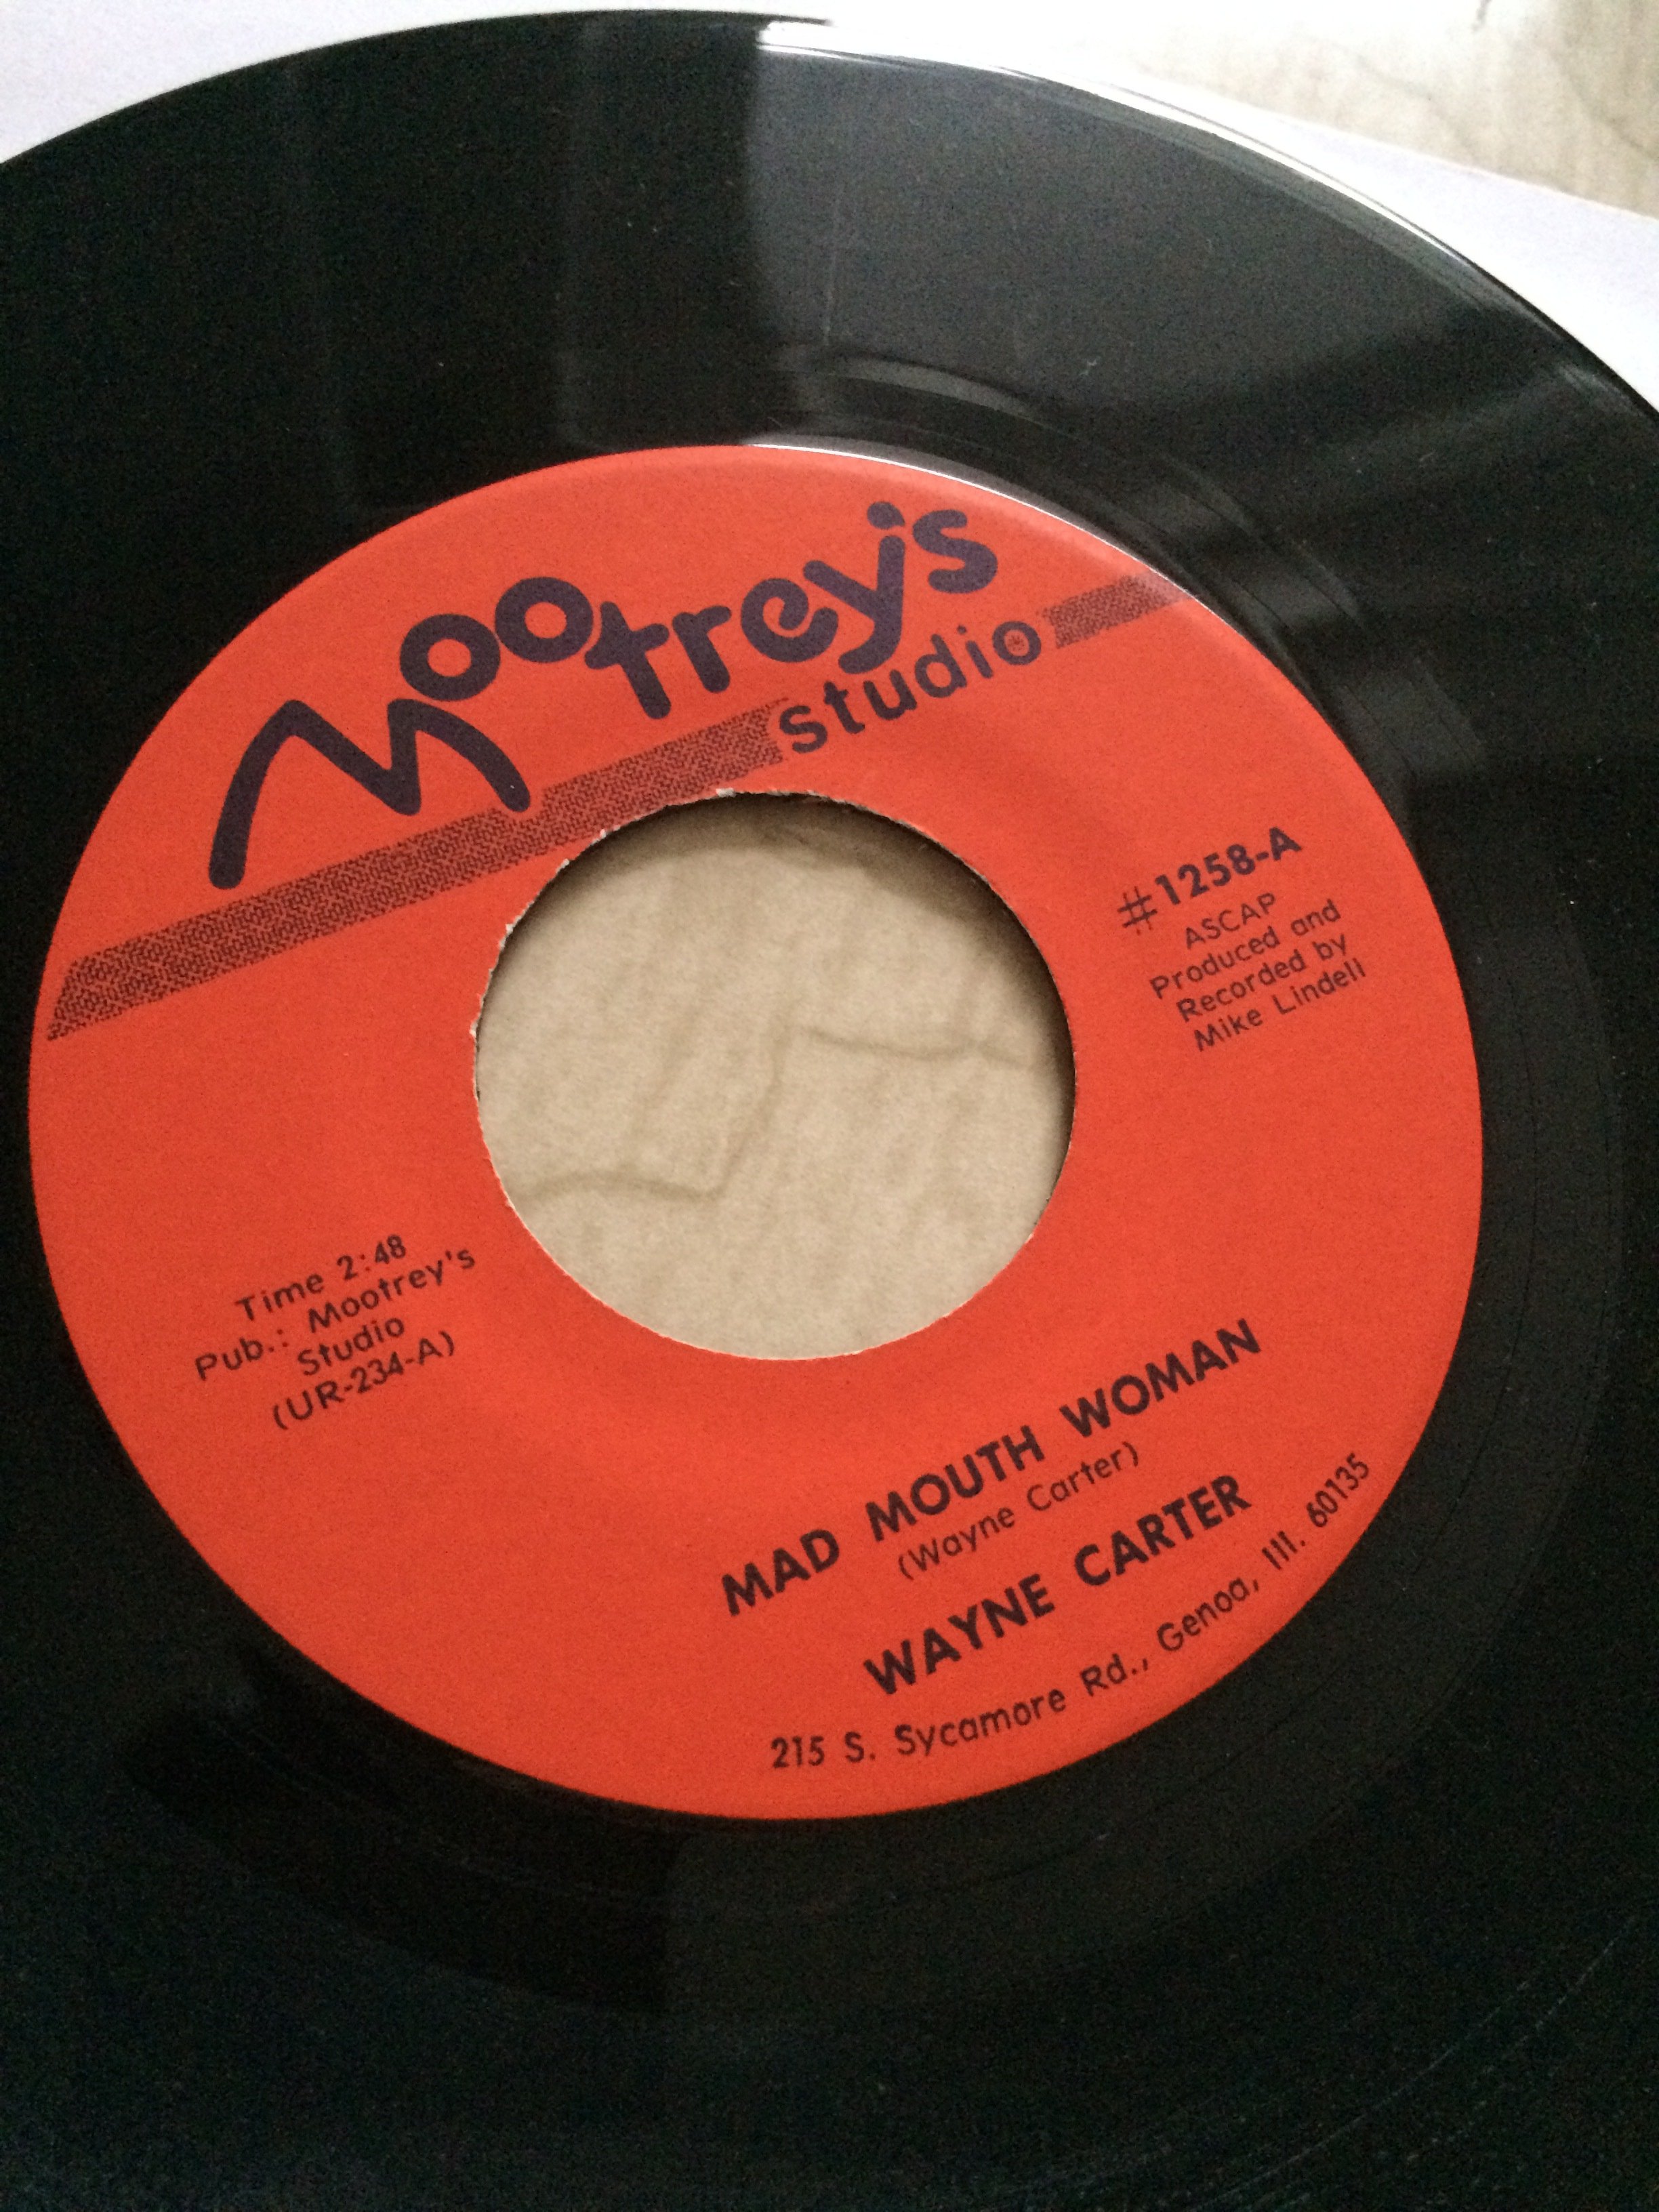 Mootrey's
studio
#1258-A
ASCAP
Produced and
Recorded by
Mike Lindell
Time 2:48
Pub.: Mootrey's
Studio
(UR-234-A)
MAD MOUTH WOMAN
(Wayne Carter)
WAYNE CARTER
215 S. Sycamore Rd., Genoa, Ill. 60135